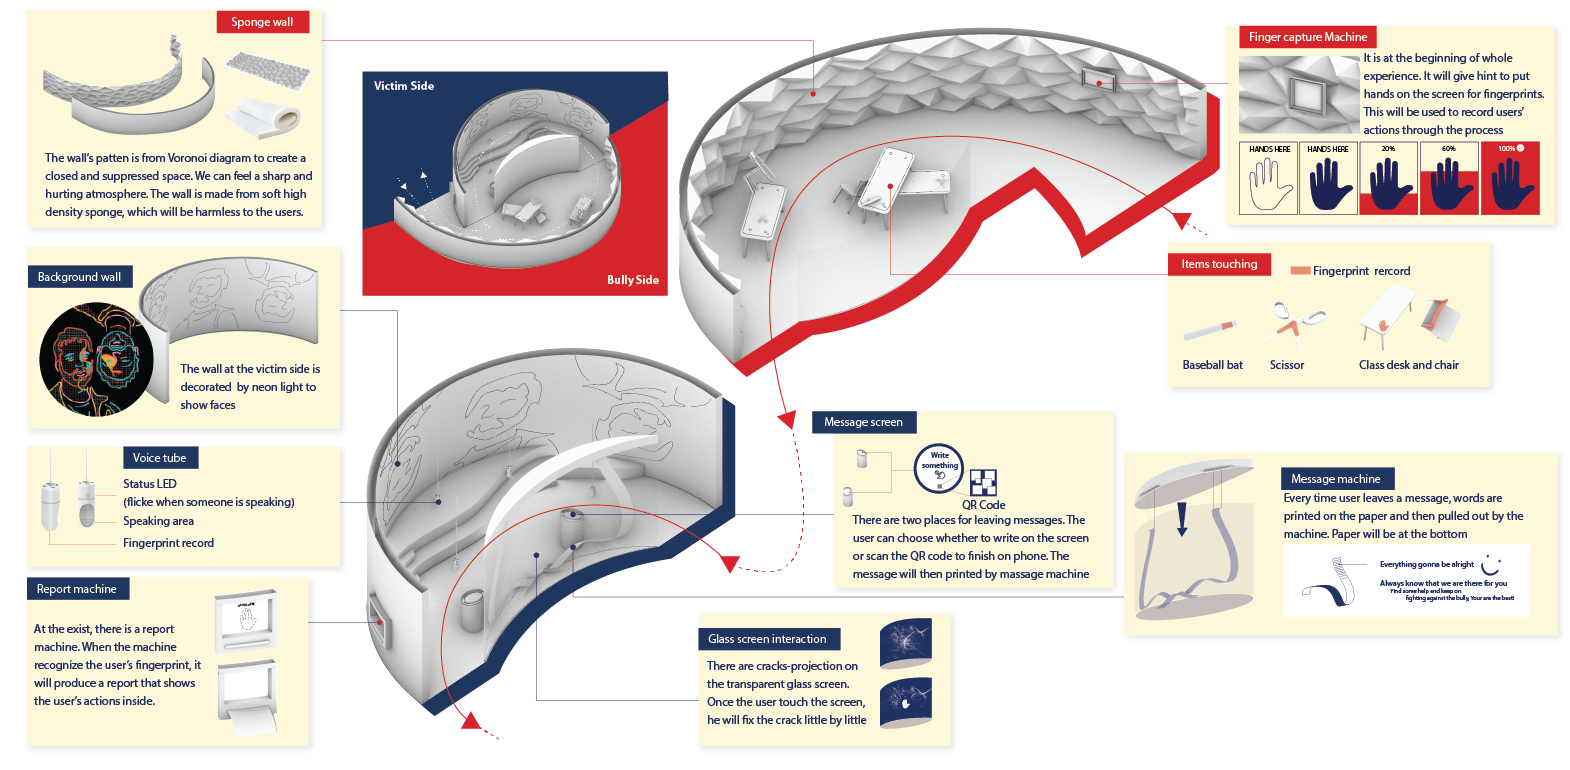 Sponge wall
The wall's patten is from Voronoi diagram to create a
closed and suppressed space. We can feel a sharp and
hurting atmosphere. The wall is made from soft high
density sponge, which will be harmless to the users.
Victim Side
Bully Side
Finger capture Machine
It is at the beginning of whole
experience. It will give hint to put
hands on the screen for fingerprints.
This will be used to record users'
actions through the process
HANDS HERE
HANDS HERE
20%
60%
100%
Background wall
The wall at the victim side is
decorated by neon light to
show faces
Items touching
Fingerprint rercord
Baseball bat
Scissor
Class desk and chair
Voice tube
Status LED
(flicke when someone is speaking)
Speaking area
Fingerprint record
Message screen
Write
something
QR Code
There are two places for leaving messages. The
user can choose whether to write on the screen
or scan the QR code to finish on phone. The
message will then printed by massage machine
Message machine
Every time user leaves a message, words are
printed on the paper and then pulled out by the
machine. Paper will be at the bottom
Everything gonna be alright
Always know that we are there for you
Find some help and keep on
fighting against the bully, Your are the best!
Report machine
At the exist, there is a report
machine. When the machine
recognize the user's fingerprint, it
will produce a report that shows
the user's actions inside.
Glass screen interaction
There are cracks-projection on
the transparent glass screen.
Once the user touch the screen,
he will fix the crack little by little